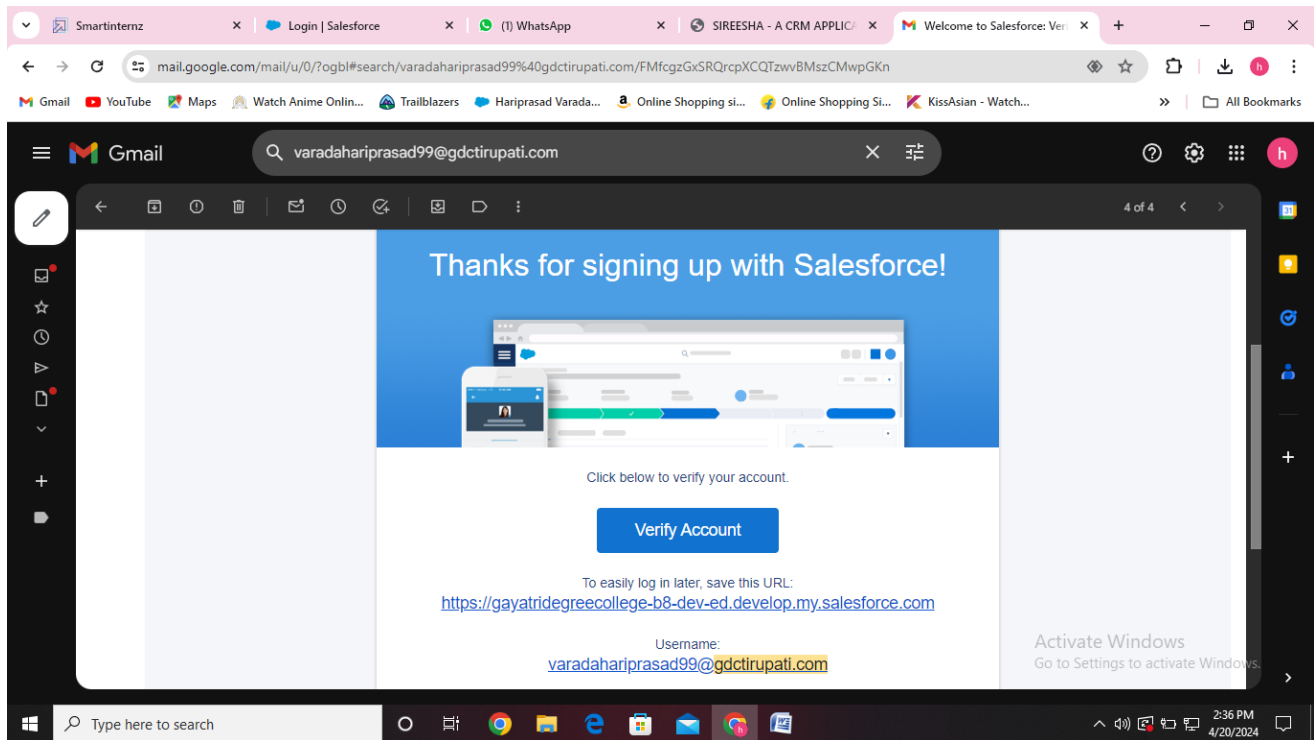 Smartinternz
Login | Salesforce
(1) WhatsApp
SIREESHA - A CRM APPLICA
Welcome to Salesforce: Veri
mail.google.com/mail/u/0/?ogbl#search/varadahariprasad99%40gdctirupati.com/FMfcgzGxSRQrcpXCQTzwvBMszCMwpGKn
h
Gmail
YouTube
Maps
Watch Anime Onlin...
Trailblazers
Hariprasad Varada...
Online Shopping si...
Online Shopping Si...
KissAsian - Watch...
»
All Bookmarks
Gmail
varadahariprasad99@gdctirupati.com
h
4 of 4
31
Thanks for signing up with Salesforce!
Click below to verify your account.
Verify Account
To easily log in later, save this URL:
https://gayatridegreecollege-b8-dev-ed.develop.my.salesforce.com
Username:
varadahariprasad99@gdctirupati.com
Activate Windows
Go to Settings to activate Windows.
Type here to search
2:36 PM
4/20/2024